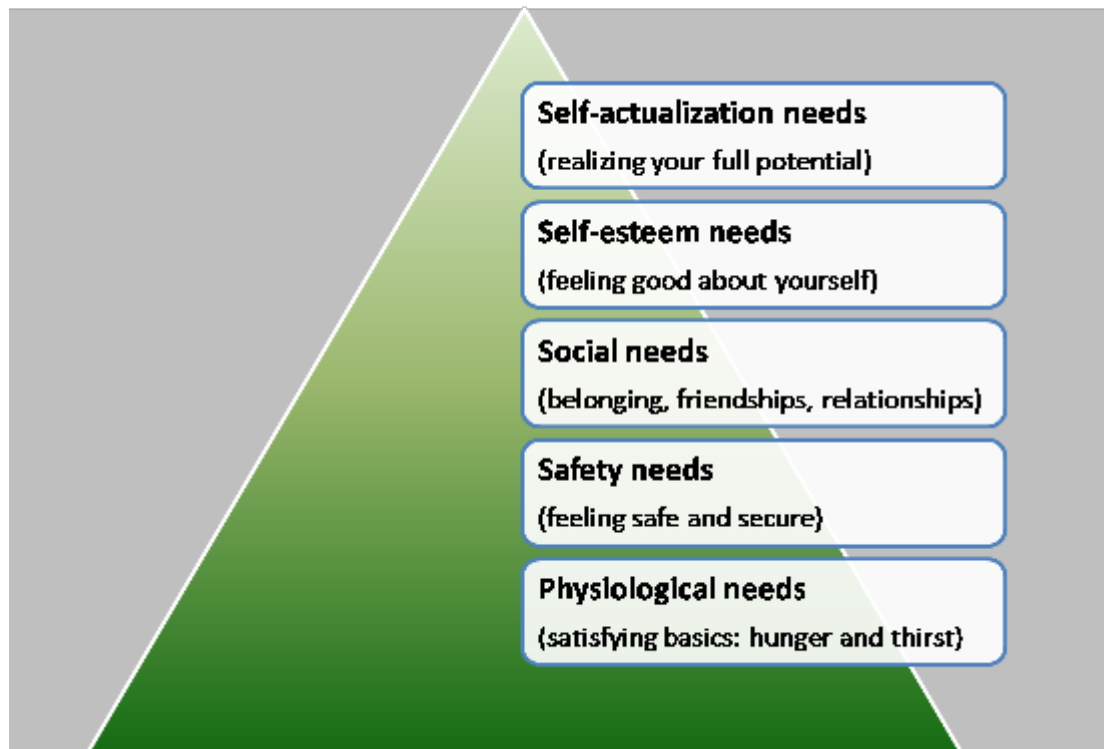 Self-actualization needs
(realizing your full potential)
Self-esteem needs
(feeling good about yourself)
Social needs
(belonging, friendships, relationships)
Safety needs
(feeling safe and secure)
Physiological needs
(satisfying basics: hunger and thirst)